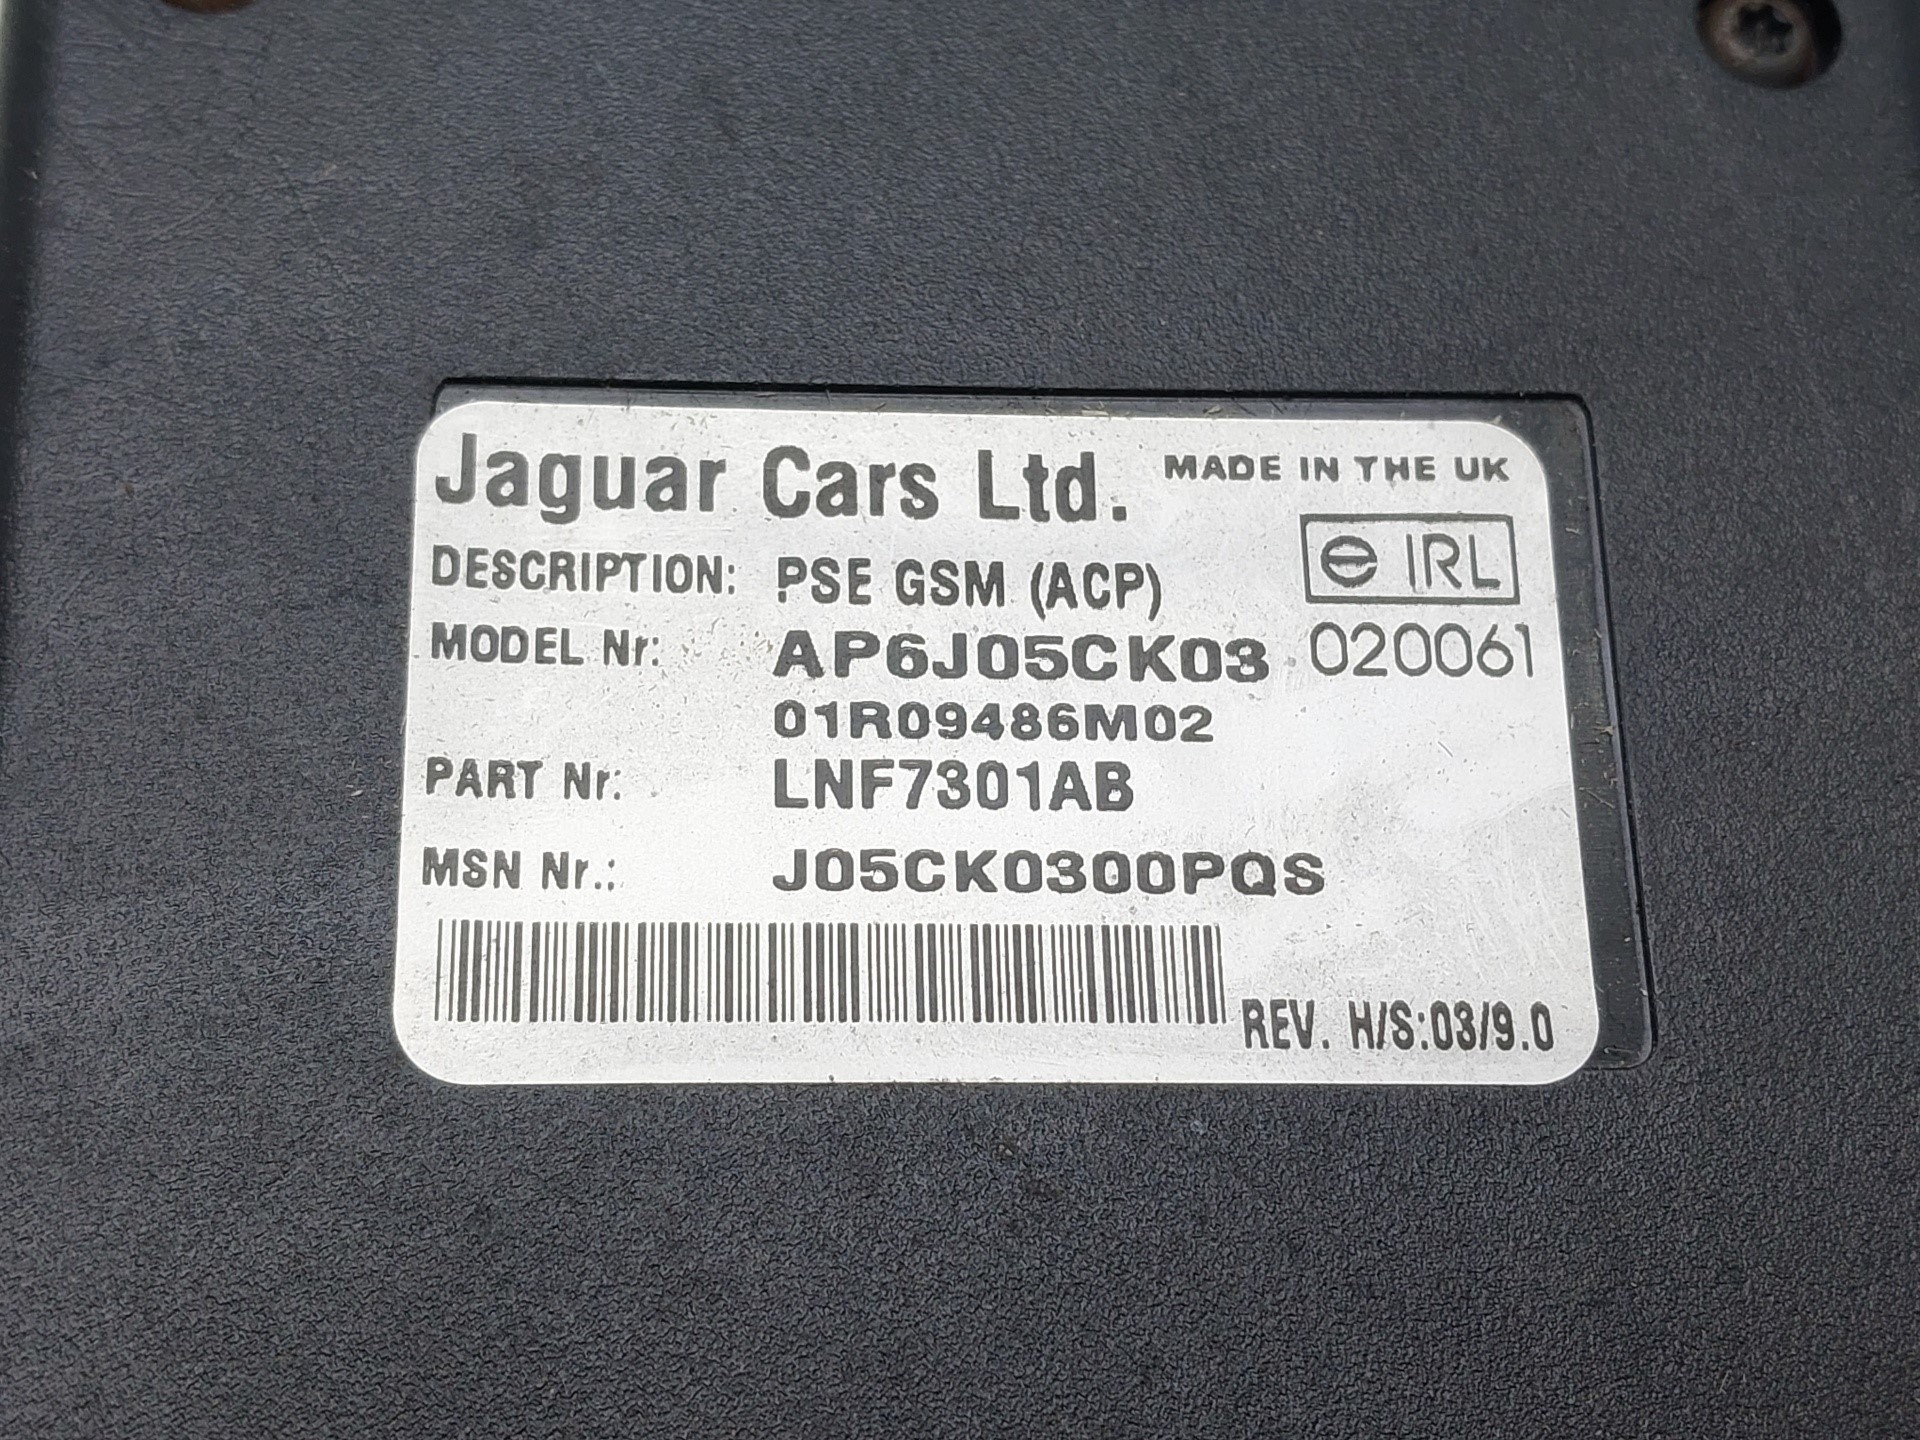 Jaguar Cars Ltd. MADE IN THE UK
DESCRIPTION: PSE GSM (ACP) e IRL
MODEL Nr: AP6J05CK03 020061
01R09486M02
PART Nr: LNF7301AB
MSN Nr.: J05CK0300PQS
REV. H/S:03/9.0